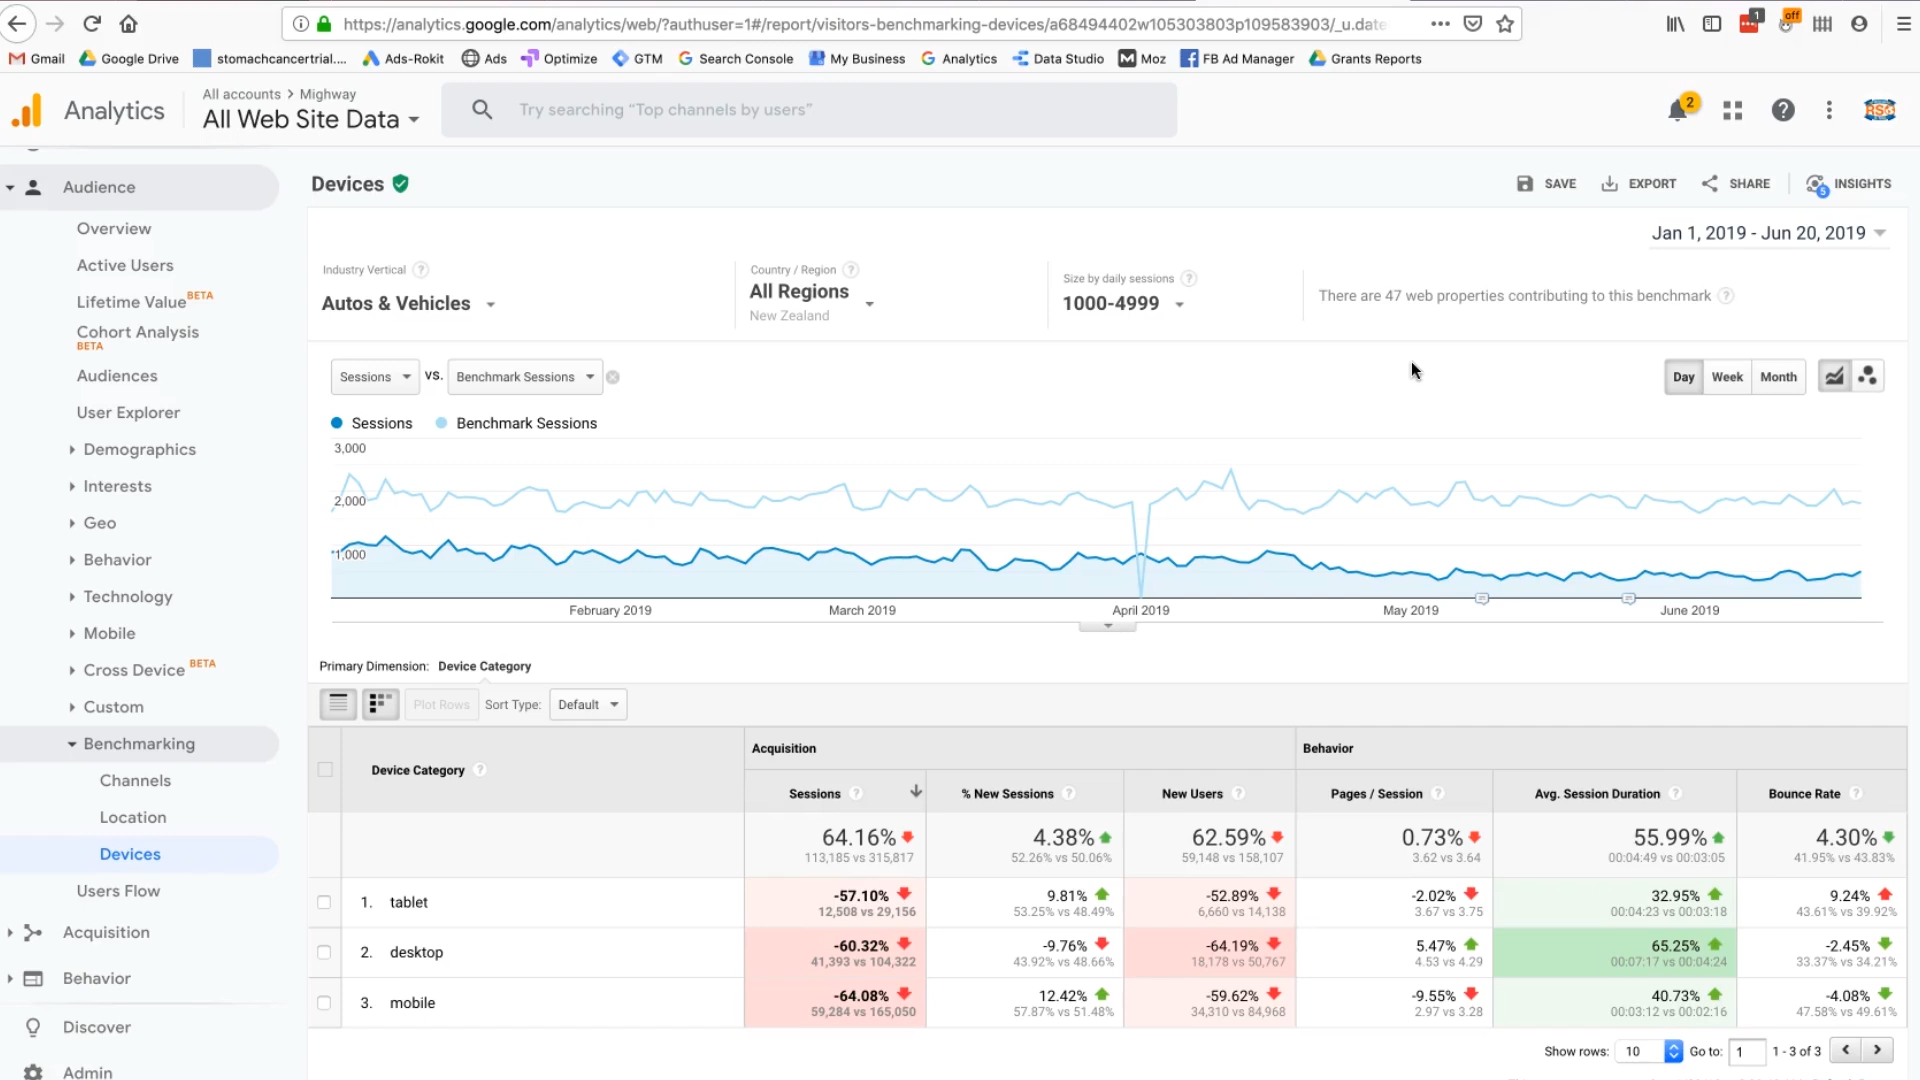 https://analytics.google.com/analytics/web/?authuser=1#/report/visitors-benchmarking-devices/a68494402w105303803p109583903/_u.date
1
off
Gmail
Google Drive
stomachcancertrial....
Ads-Rokit
Ads
Optimize
GTM
Search Console
My Business
Analytics
Data Studio
Moz
FB Ad Manager
Grants Reports
Analytics
All accounts > Mighway
All Web Site Data
Try searching “Top channels by users”
2
Audience
Overview
Active Users
Lifetime Value BETA
Cohort Analysis
BETA
Audiences
User Explorer
Demographics
Interests
Geo
Behavior
Technology
Mobile
Cross Device BETA
Custom
Benchmarking
Channels
Location
Devices
Users Flow
Acquisition
Behavior
Discover
Admin
Devices
SAVE
EXPORT
SHARE
5
INSIGHTS
Jan 1, 2019 - Jun 20, 2019
Industry Vertical ?
Autos & Vehicles
Country / Region ?
All Regions
New Zealand
Size by daily sessions ?
1000-4999
There are 47 web properties contributing to this benchmark ?
Sessions
VS.
Benchmark Sessions
Day
Week
Month
Sessions
Benchmark Sessions
3,000
2,000
1,000
February 2019
March 2019
April 2019
May 2019
June 2019
Primary Dimension: Device Category
Plot Rows
Sort Type:
Default
Device Category ?
Acquisition
Behavior
Sessions ?
% New Sessions ?
New Users ?
Pages / Session ?
Avg. Session Duration ?
Bounce Rate ?
64.16%
113,185 vs 315,817
4.38%
52.26% vs 50.06%
62.59%
59,148 vs 158,107
0.73%
3.62 vs 3.64
55.99%
00:04:49 vs 00:03:05
4.30%
41.95% vs 43.83%
1. tablet
-57.10%
12,508 vs 29,156
9.81%
53.25% vs 48.49%
-52.89%
6,660 vs 14,138
-2.02%
3.67 vs 3.75
32.95%
00:04:23 vs 00:03:18
9.24%
43.61% vs 39.92%
2. desktop
-60.32%
41,393 vs 104,322
-9.76%
43.92% vs 48.66%
-64.19%
18,178 vs 50,767
5.47%
4.53 vs 4.29
65.25%
00:07:17 vs 00:04:24
-2.45%
33.37% vs 34.21%
3. mobile
-64.08%
59,284 vs 165,050
12.42%
57.87% vs 51.48%
-59.62%
34,310 vs 84,968
-9.55%
2.97 vs 3.28
40.73%
00:03:12 vs 00:02:16
-4.08%
47.58% vs 49.61%
Show rows: 10
Go to: 1
1 - 3 of 3